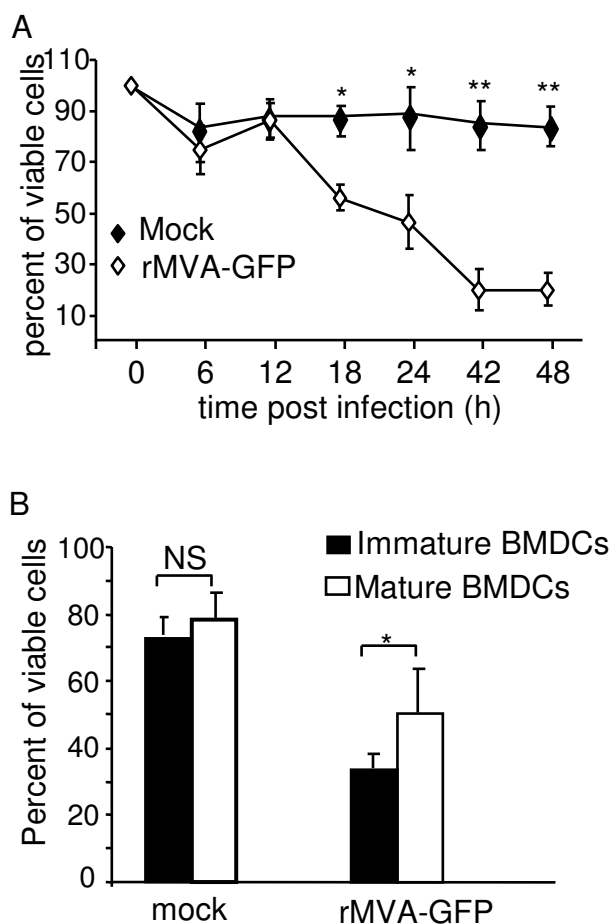 A
percent of viable cells
110
90
70
50
30
10
* * ** **
Mock
rMVA-GFP
0 6 12 18 24 42 48
time post infection (h)
B
Percent of viable cells
100
80
60
40
20
0
NS
*
Immature BMDCs
Mature BMDCs
mock rMVA-GFP